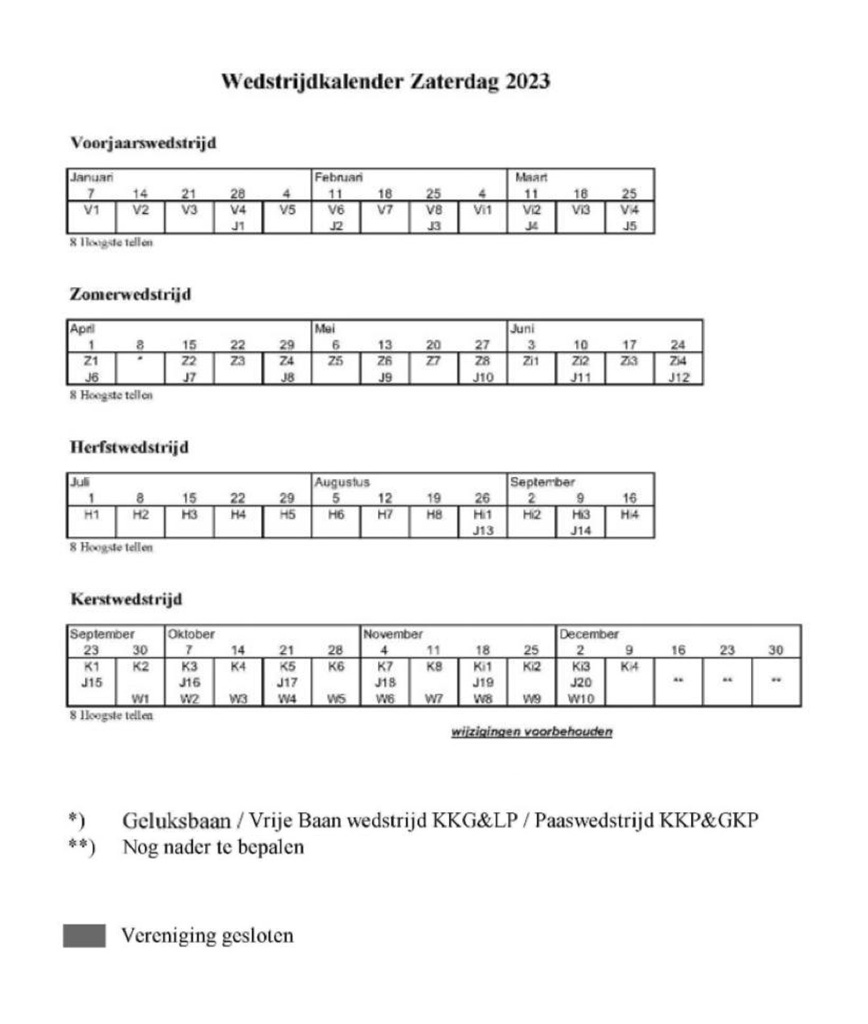 Wedstrijdkalender Zaterdag 2023
Voorjaarswedstrijd
Januari Februari Maart
7 14 21 28 4 11 18 25 4 11 18 25
V1 V2 V3 V4 V5 V6 V7 V8 Vi1 Vi2 Vi3 Vi4
J1 J2 J3 J4 J5
8 Hoogste tellen
Zomerwedstrijd
April Mei Juni
1 8 15 22 29 6 13 20 27 3 10 17 24
Z1 * Z2 Z3 Z4 Z5 Z6 Z7 Z8 Zi1 Zi2 Zi3 Zi4
J6 J7 J8 J9 J10 J11 J12
8 Hoogste tellen
Herfstwedstrijd
Juli Augustus September
1 8 15 22 29 5 12 19 26 2 9 16
H1 H2 H3 H4 H5 H6 H7 H8 Hi1 Hi2 Hi3 Hi4
J13 J14
8 Hoogste tellen
Kerstwedstrijd
September Oktober November December
23 30 7 14 21 28 4 11 18 25 2 9 16 23 30
K1 K2 K3 K4 K5 K6 K7 K8 Ki1 Ki2 Ki3 Ki4
J15 J16 J17 J18 J19 J20 ** ** **
W1 W2 W3 W4 W5 W6 W7 W8 W9 W10
8 Hoogste tellen
wijzigingen voorbehouden
*) Geluksbaan / Vrije Baan wedstrijd KKG&LP / Paaswedstrijd KKP&GKP
**) Nog nader te bepalen
Vereniging gesloten